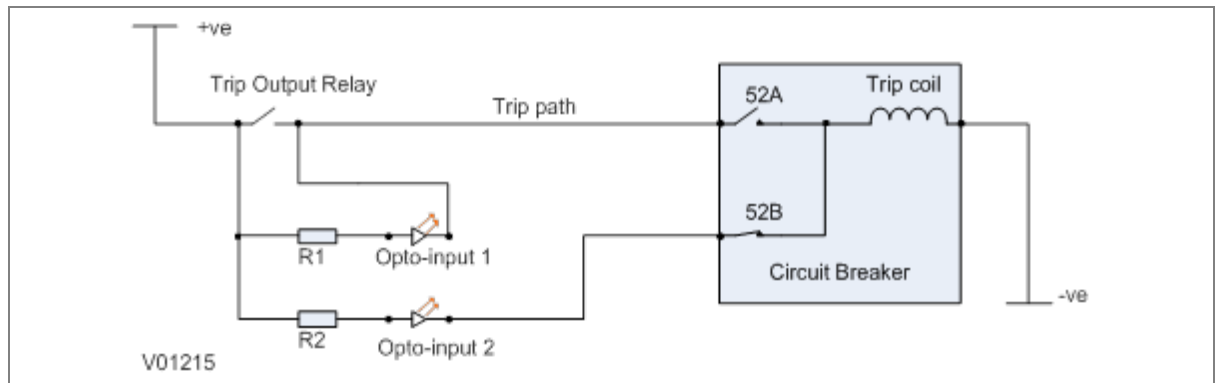 +ve
Trip Output Relay
Trip path
52A
Trip coil
52B
R1
Opto-input 1
Circuit Breaker
-ve
R2
Opto-input 2
V01215